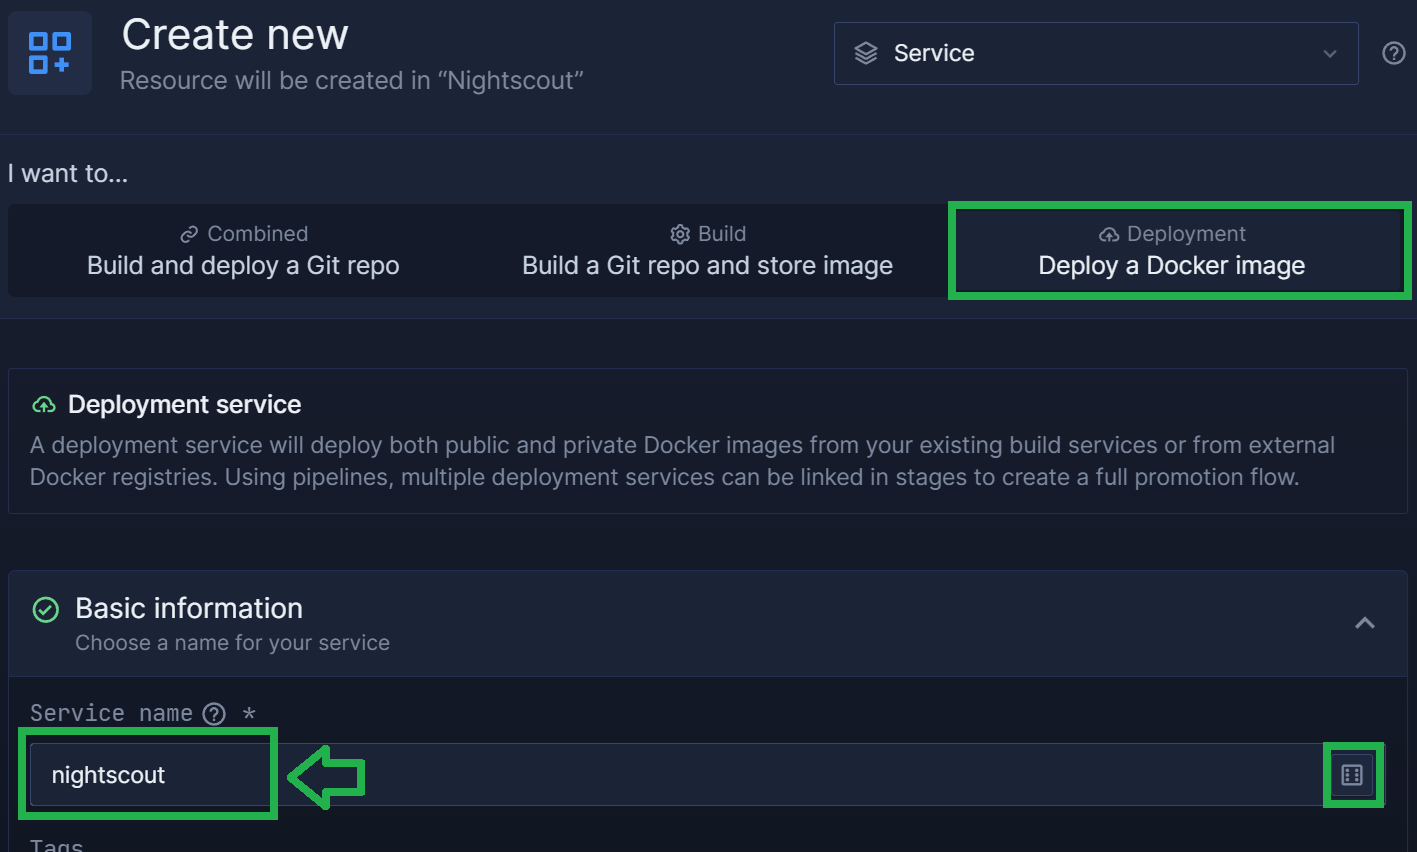 Create new
Resource will be created in “Nightscout”
Service
I want to...
Combined
Build and deploy a Git repo
Build
Build a Git repo and store image
Deployment
Deploy a Docker image
Deployment service
A deployment service will deploy both public and private Docker images from your existing build services or from external
Docker registries. Using pipelines, multiple deployment services can be linked in stages to create a full promotion flow.
Basic information
Choose a name for your service
Service name ? *
nightscout
Tags